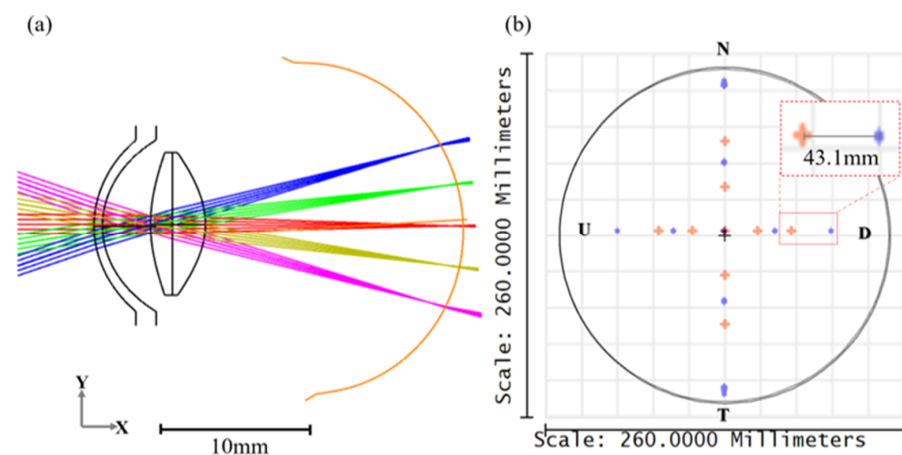 (a)
(b)
N
43.1mm
U
D
Scale: 260.0000 Millimeters
Y
X
10mm
T
Scale: 260.0000 Millimeters